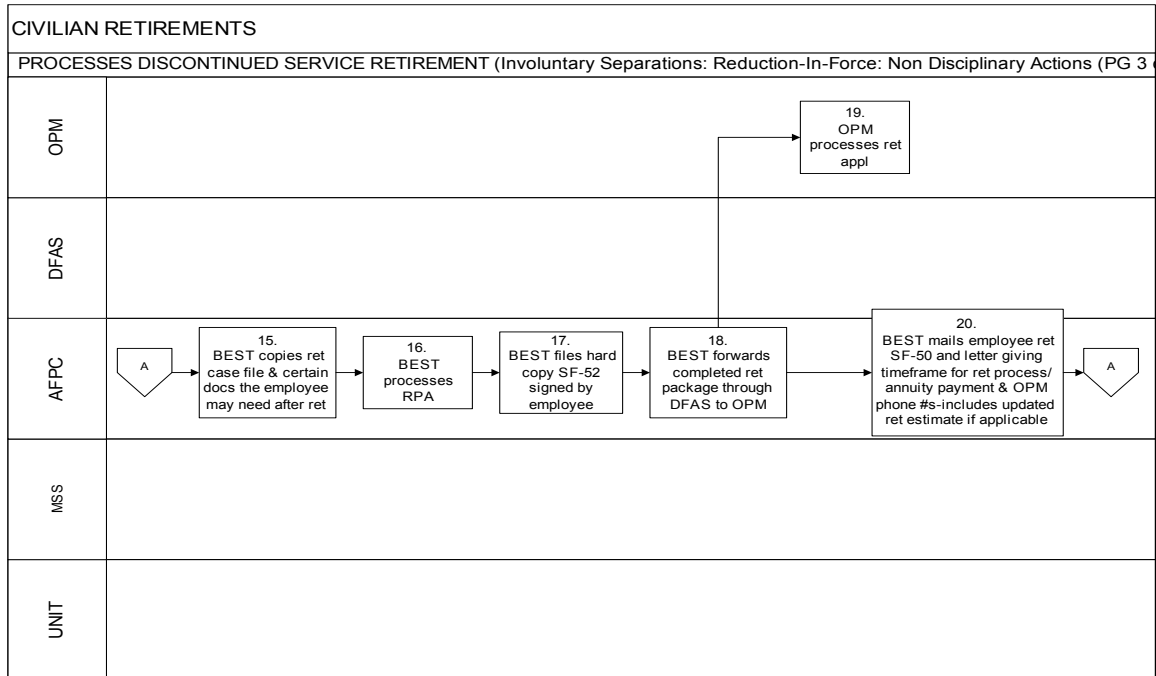 CIVILIAN RETIREMENTS
PROCESSES DISCONTINUED SERVICE RETIREMENT (Involuntary Separations: Reduction-In-Force: Non Disciplinary Actions (PG 3
OPM
19.
OPM
processes ret
appl
DFAS
AFPC
A
15.
BEST copies ret
case file & certain
docs the employee
may need after ret
16.
BEST
processes
RPA
17.
BEST files hard
copy SF-52
signed by
employee
18.
BEST forwards
completed ret
package through
DFAS to OPM
20.
BEST mails employee ret
SF-50 and letter giving
timeframe for ret process/
annuity payment & OPM
phone #s-includes updated
ret estimate if applicable
A
MSS
UNIT